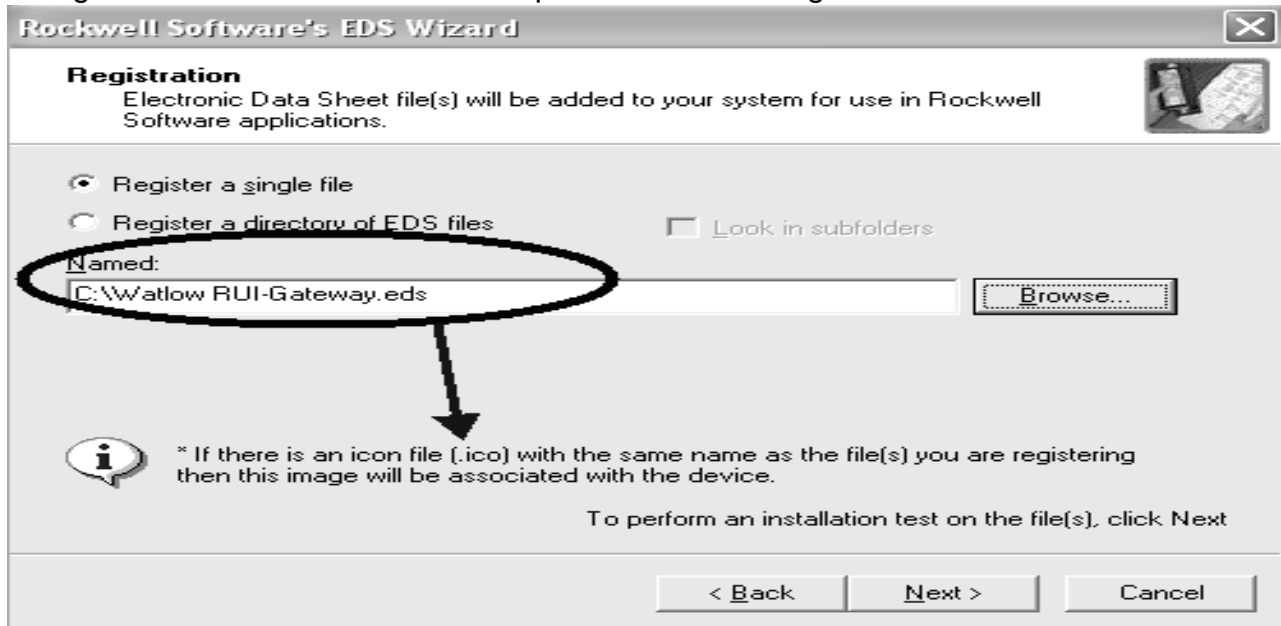 Rockwell Software's EDS Wizard
Registration
Electronic Data Sheet file(s) will be added to your system for use in Rockwell
Software applications.
Register a single file
Register a directory of EDS files
Look in subfolders
Named:
C:\Watlow RUI-Gateway.eds
Browse...
* If there is an icon file (.ico) with the same name as the file(s) you are registering
then this image will be associated with the device.
To perform an installation test on the file(s), click Next
< Back
Next >
Cancel